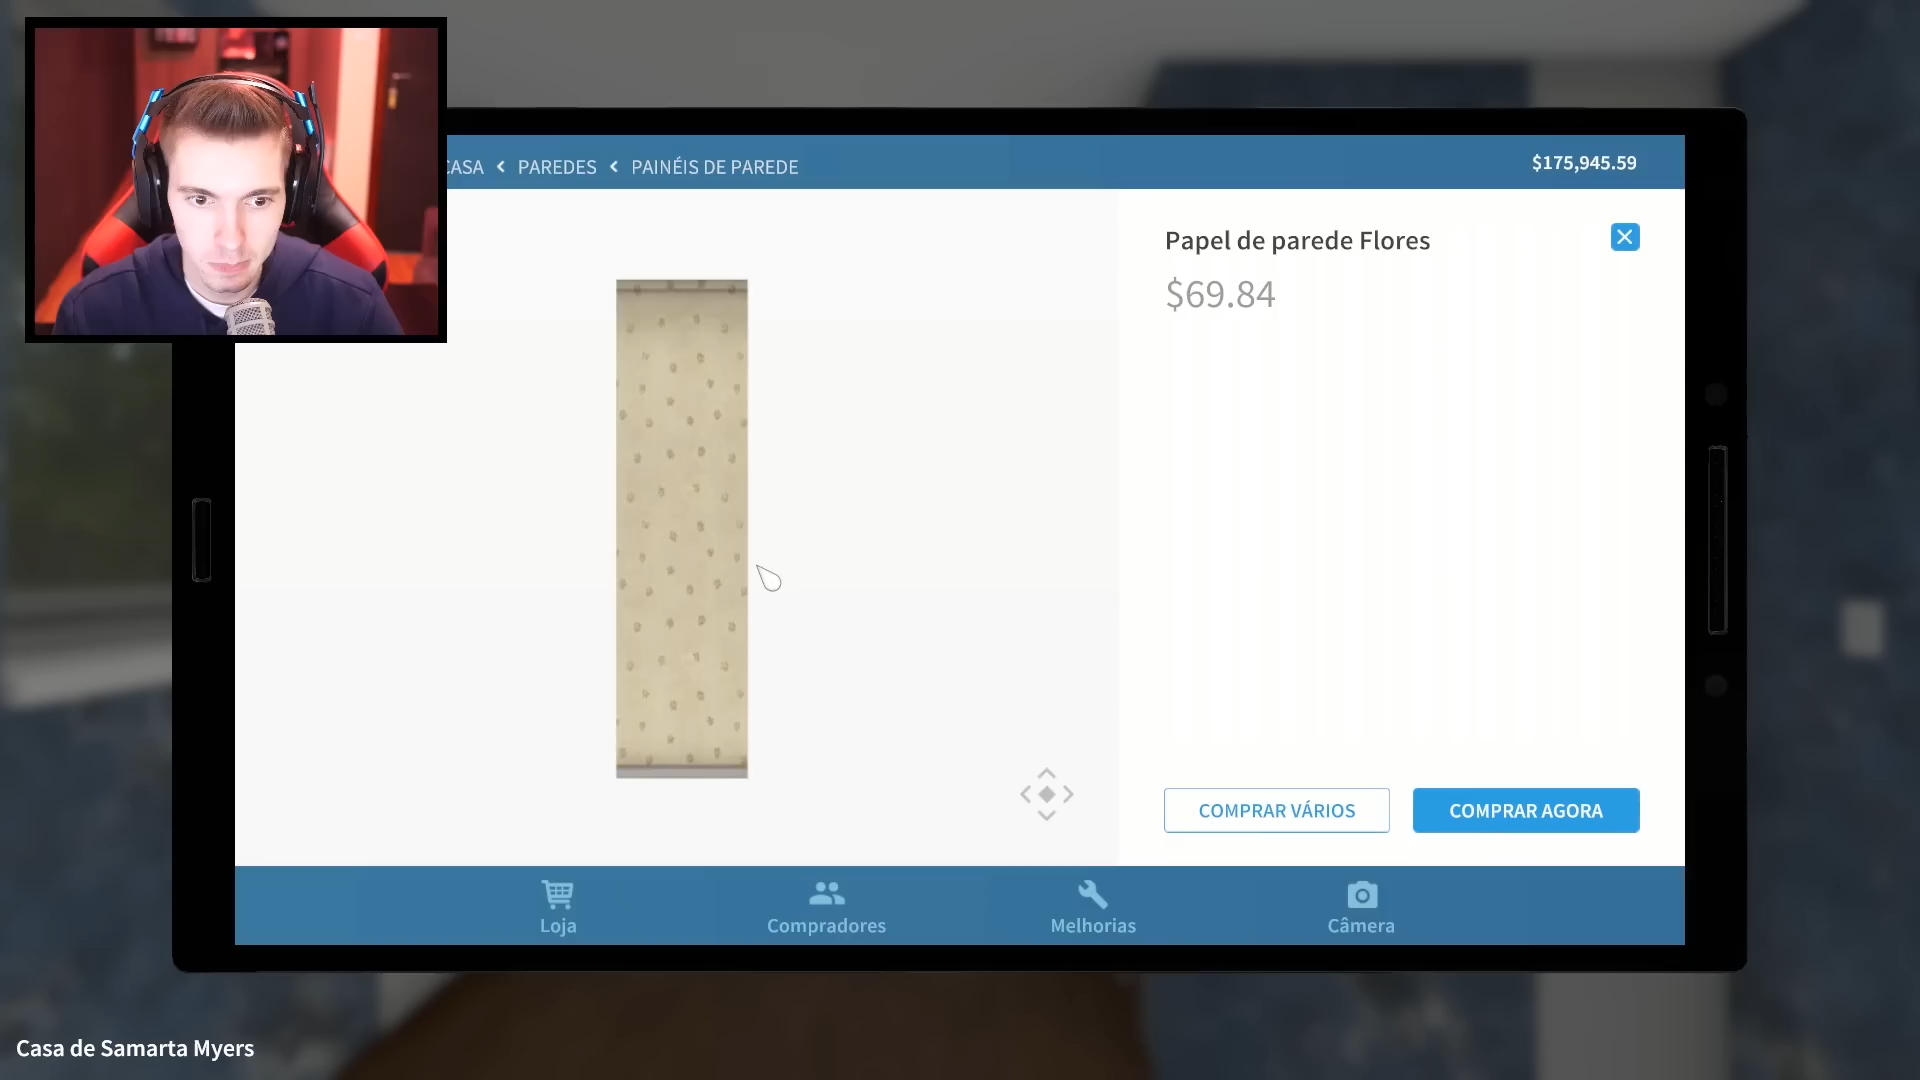 CASA < PAREDES < PAINÉIS DE PAREDE
$175,945.59
Papel de parede Flores
$69.84
COMPRAR VÁRIOS
COMPRAR AGORA
Loja
Compradores
Melhorias
Câmera
Casa de Samarta Myers